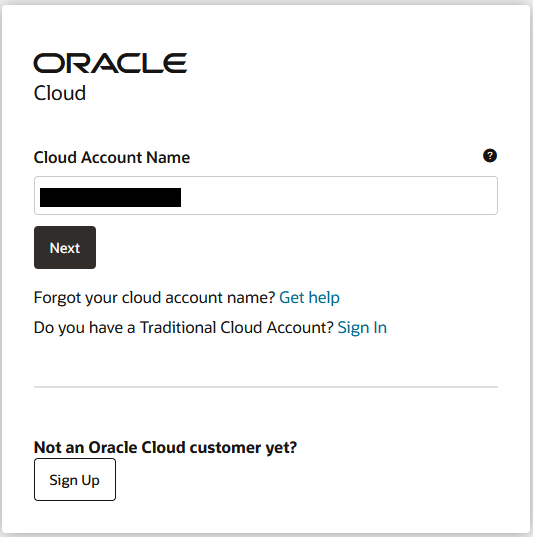 ORACLE
Cloud
Cloud Account Name
?
Next
Forgot your cloud account name? Get help
Do you have a Traditional Cloud Account? Sign In
Not an Oracle Cloud customer yet?
Sign Up